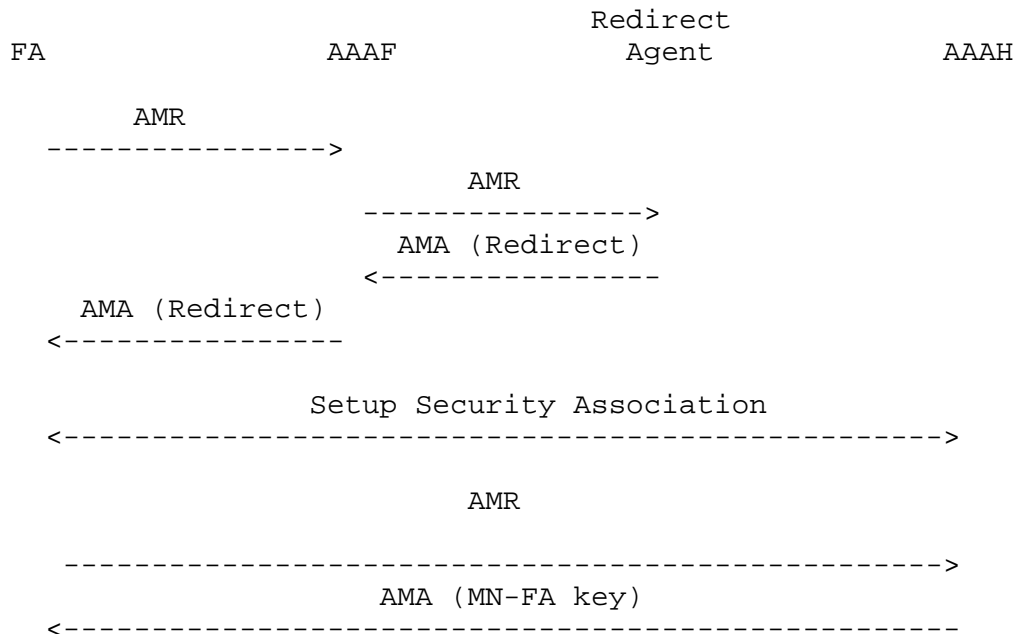 Redirect
FA AAAF Agent AAAH
AMR
---------------->
AMR
---------------->
AMA (Redirect)
<----------------
AMA (Redirect)
<----------------
Setup Security Association
<-------------------------------------------------->
AMR
-------------------------------------------------->
AMA (MN-FA key)
<---------------------------------------------------